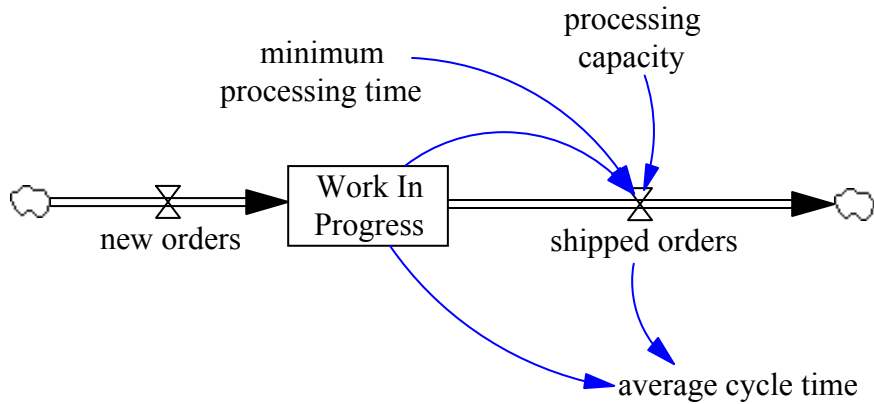 processing
capacity
minimum
processing time
Work In
Progress
new orders
shipped orders
average cycle time